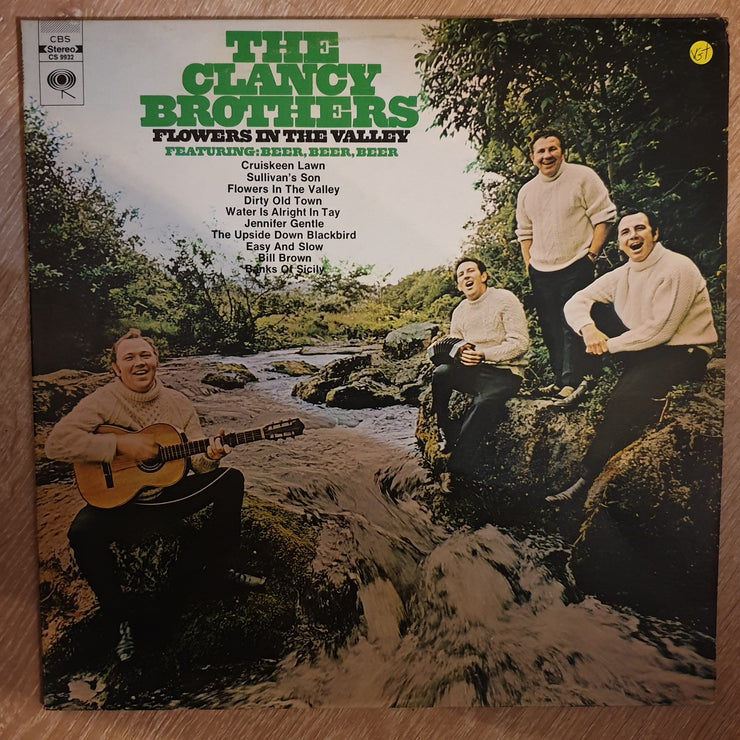 CBS
Stereo
CS 9932
THE
CLANCY
BROTHERS
FLOWERS IN THE VALLEY
FEATURING: BEER, BEER, BEER
Cruiskeen Lawn
Sullivan's Son
Flowers In The Valley
Dirty Old Town
Water Is Alright In Tay
Jennifer Gentle
The Upside Down Blackbird
Easy And Slow
Bill Brown
Banks Of Sicily
VG+